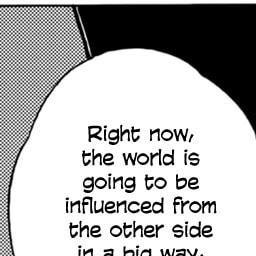 Right now,
the world is
going to be
influenced from
the other side
in a big way.